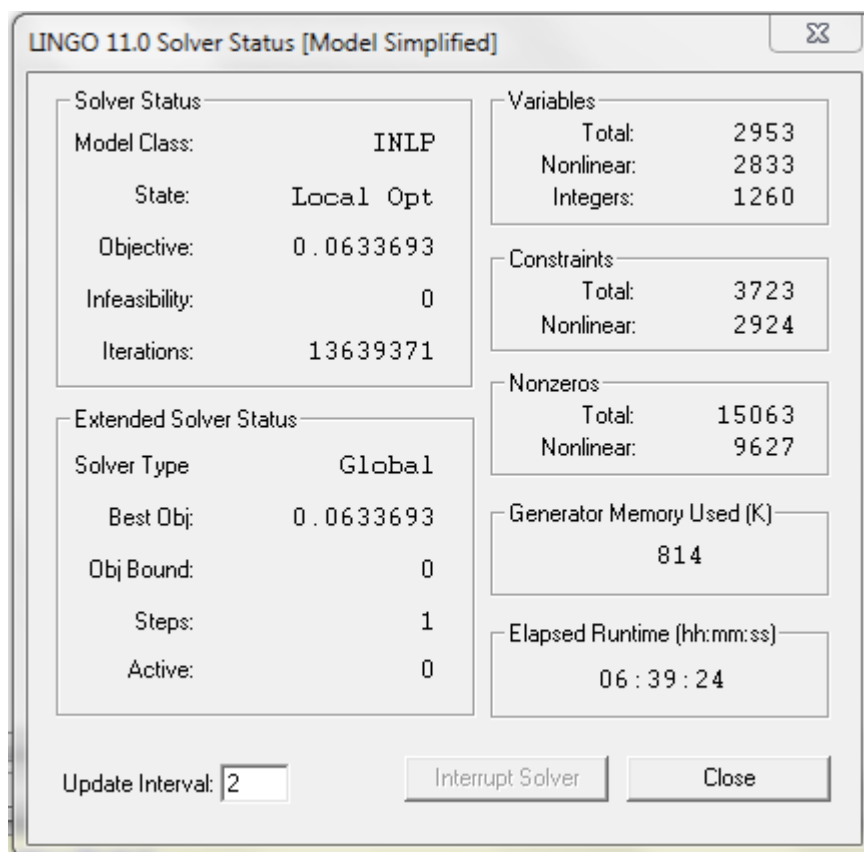 LINGO 11.0 Solver Status [Model Simplified]
Solver Status
Model Class: INLP
State: Local Opt
Objective: 0.0633693
Infeasibility: 0
Iterations: 13639371
Extended Solver Status
Solver Type Global
Best Obj: 0.0633693
Obj Bound: 0
Steps: 1
Active: 0
Variables
Total: 2953
Nonlinear: 2833
Integers: 1260
Constraints
Total: 3723
Nonlinear: 2924
Nonzeros
Total: 15063
Nonlinear: 9627
Generator Memory Used (K)
814
Elapsed Runtime (hh:mm:ss)
06:39:24
Update Interval: 2
Interrupt Solver
Close